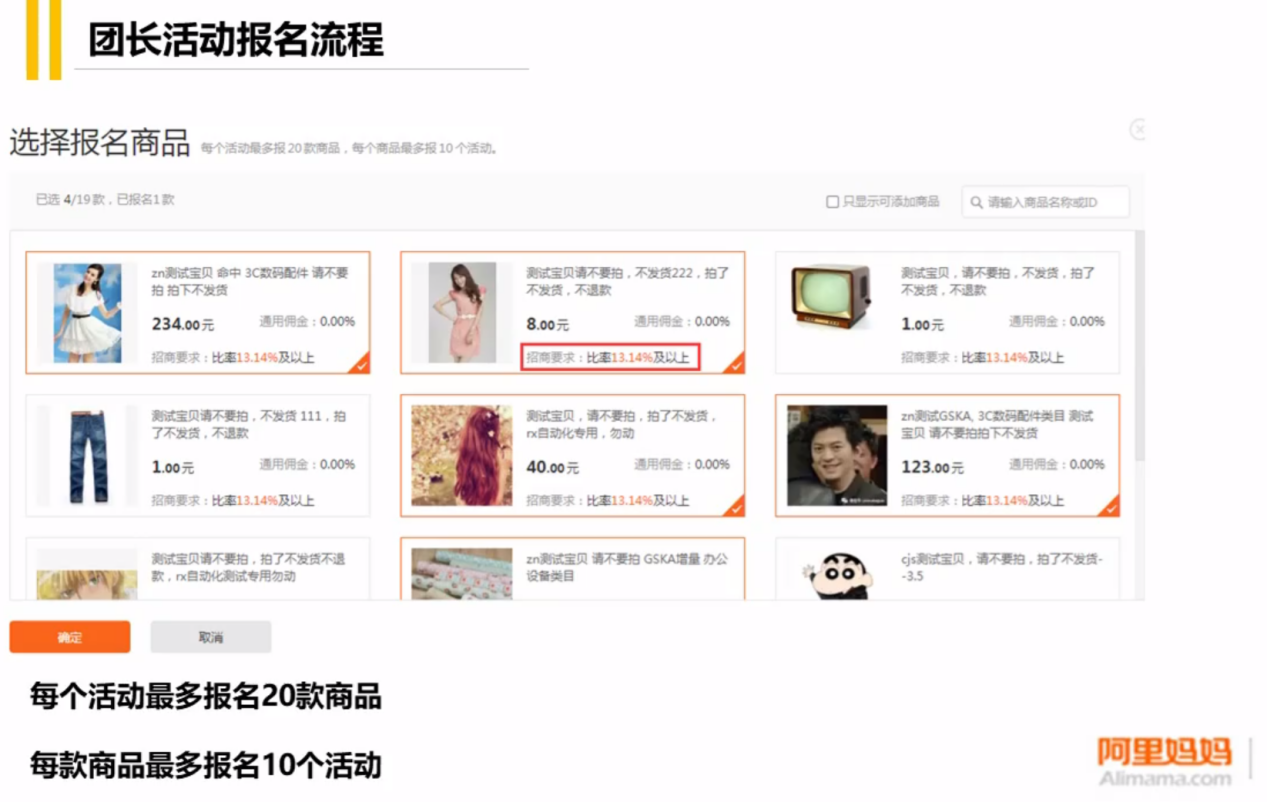 团长活动报名流程
选择报名商品 每个活动最多报20款商品，每个商品最多报10个活动。
已选 4/19款，已报名1款
只显示可添加商品
请输入商品名称或ID
zn测试宝贝 命中 3C数码配件 请不要
拍 拍下不发货
234.00元 通用佣金：0.00%
招商要求：比率13.14%及以上
测试宝贝请不要拍，不发货222，拍了
不发货，不退款
8.00元 通用佣金：0.00%
招商要求：比率13.14%及以上
测试宝贝，请不要拍，不发货，拍了
不发货，不退款
1.00元 通用佣金：0.00%
招商要求：比率13.14%及以上
测试宝贝请不要拍，不发货 111，拍
了不发货，不退款
1.00元 通用佣金：0.00%
招商要求：比率13.14%及以上
测试宝贝，请不要拍，拍了不发货，
rx自动化专用，勿动
40.00元 通用佣金：0.00%
招商要求：比率13.14%及以上
zn测试GSKA, 3C数码配件类目 测试
宝贝 请不要拍拍下不发货
123.00元 通用佣金：0.00%
招商要求：比率13.14%及以上
测试宝贝请不要拍，拍了不发货不退
款，rx自动化测试专用勿动
zn测试宝贝 请不要拍 GSKA增量 办公
设备类目
cjs测试宝贝，请不要拍，拍了不发货-
-3.5
确定
取消
每个活动最多报名20款商品
每款商品最多报名10个活动
阿里妈妈
Alimama.com